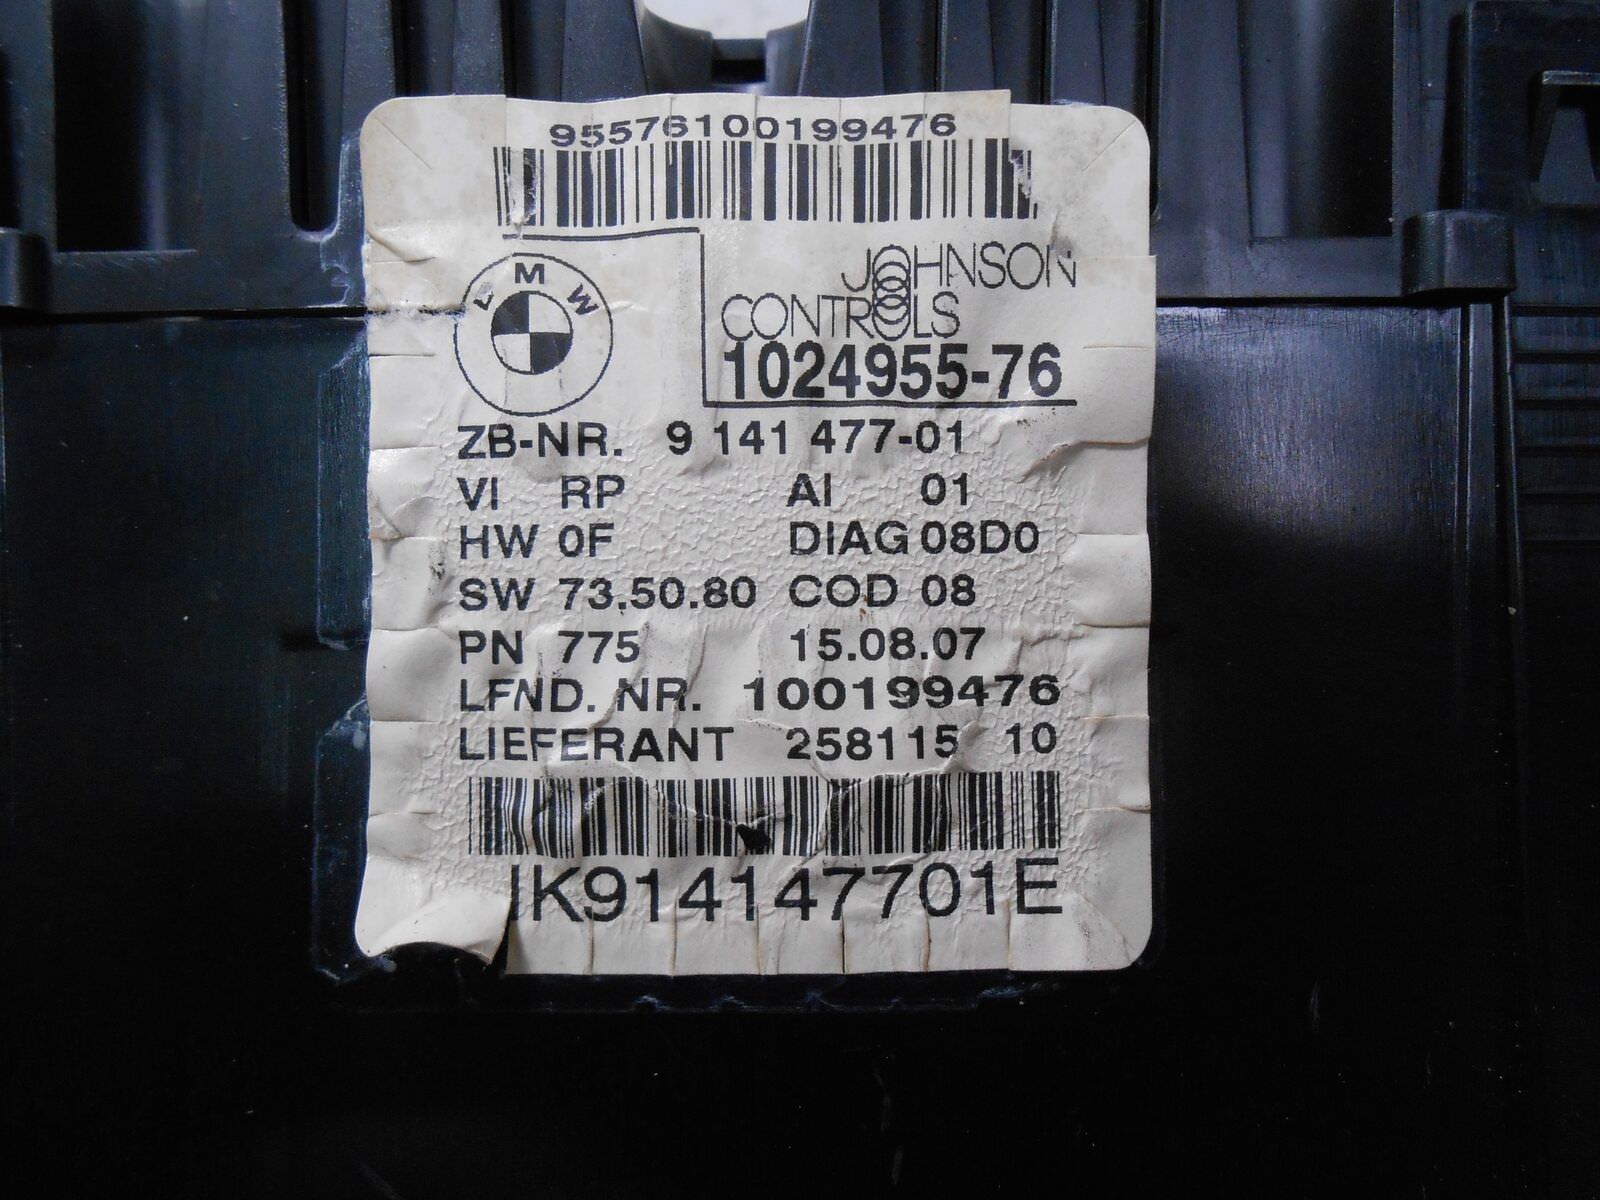 95576100199476
BMW
JOHNSON
CONTROLS
1024955-76
ZB-NR. 9 141 477-01
VI RP AI 01
HW 0F DIAG 08D0
SW 73.50.80 COD 08
PN 775 15.08.07
LFND. NR. 100199476
LIEFERANT 258115 10
IK914147701E